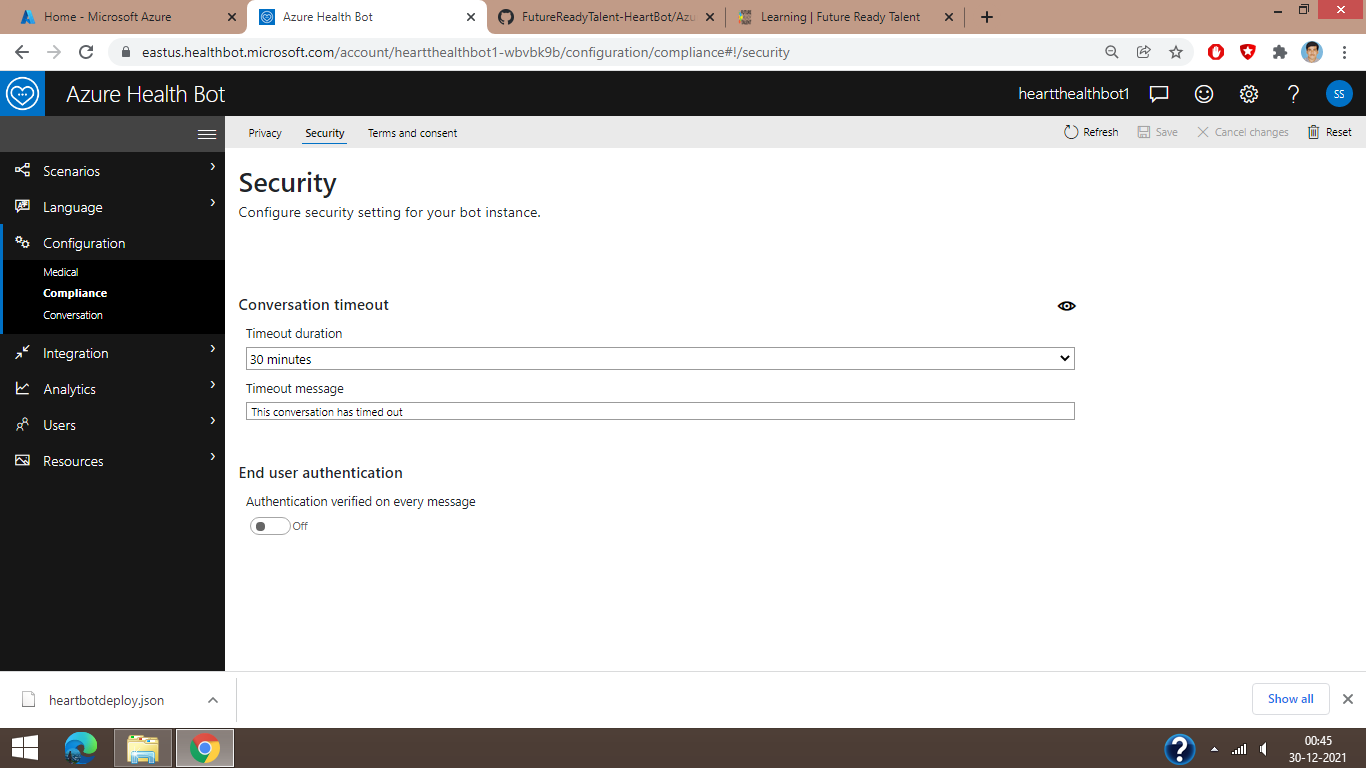 Home - Microsoft Azure
Azure Health Bot
FutureReadyTalent-HeartBot/Azu
Learning | Future Ready Talent
eastus.healthbot.microsoft.com/account/heartthealthbot1-wbvbk9b/configuration/compliance#!/security
Azure Health Bot
heartthealthbot1
?
SS
Privacy
Security
Terms and consent
Refresh
Save
Cancel changes
Reset
Scenarios
Language
Configuration
Medical
Compliance
Conversation
Integration
Analytics
Users
Resources
Security
Configure security setting for your bot instance.
Conversation timeout
Timeout duration
30 minutes
Timeout message
This conversation has timed out
End user authentication
Authentication verified on every message
Off
heartbotdeploy.json
Show all
?
00:45
30-12-2021